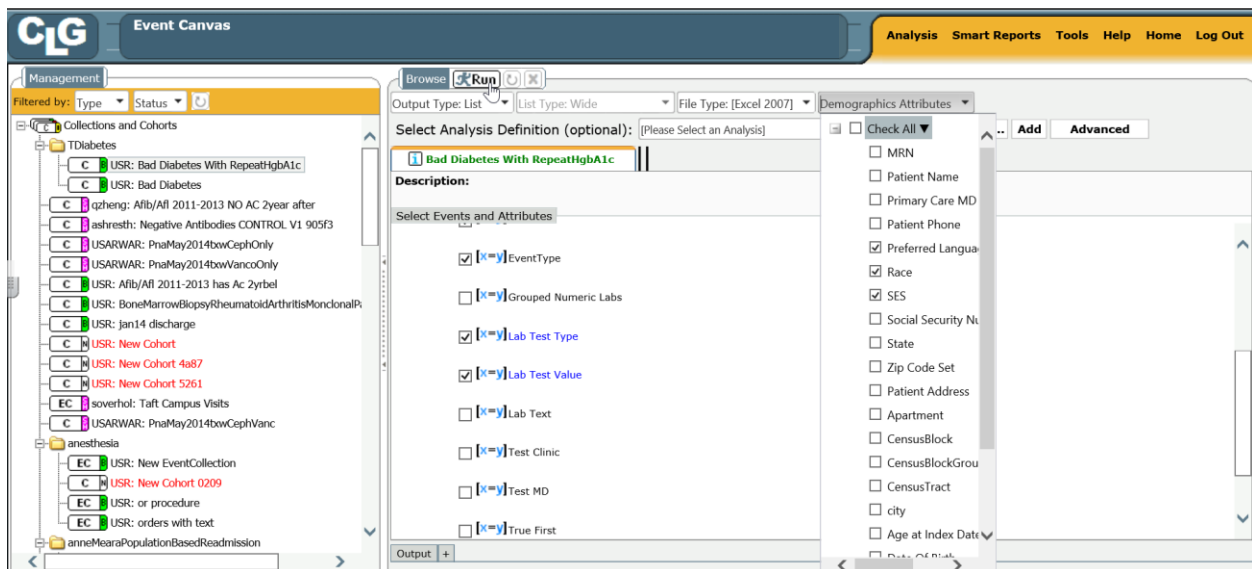 CLG
Event Canvas
Analysis Smart Reports Tools Help Home Log Out
Management
Filtered by: Type Status
Collections and Cohorts
TDiabetes
C B USR: Bad Diabetes With RepeatHgbA1c
C B USR: Bad Diabetes
C qzheng: Afib/Afl 2011-2013 NO AC 2year after
C ashresth: Negative Antibodies CONTROL V1 905f3
C USARWAR: PnaMay2014txwCephOnly
C USARWAR: PnaMay2014txwVancoOnly
C B USR: Afib/Afl 2011-2013 has Ac 2yrbel
C B USR: BoneMarrowBiopsyRheumatoidArthritisMonclonalPa
C B USR: jan14 discharge
C N USR: New Cohort
C N USR: New Cohort 4a87
C N USR: New Cohort 5261
EC soverhol: Taft Campus Visits
C USARWAR: PnaMay2014txwCephVanc
anesthesia
EC B USR: New EventCollection
C N USR: New Cohort 0209
EC B USR: or procedure
EC B USR: orders with text
anneMearaPopulationBasedReadmission
Browse Run
Output Type: List List Type: Wide File Type: [Excel 2007] Demographics Attributes
Select Analysis Definition (optional): [Please Select an Analysis] .. Add Advanced
Bad Diabetes With RepeatHgbA1c
Description:
Select Events and Attributes
[x=y] EventType
[x=y] Grouped Numeric Labs
[x=y] Lab Test Type
[x=y] Lab Test Value
[x=y] Lab Text
[x=y] Test Clinic
[x=y] Test MD
[x=y] True First
Output +
Check All
MRN
Patient Name
Primary Care MD
Patient Phone
Preferred Langua
Race
SES
Social Security Nu
State
Zip Code Set
Patient Address
Apartment
CensusBlock
CensusBlockGrou
CensusTract
city
Age at Index Date
Date Of Birth